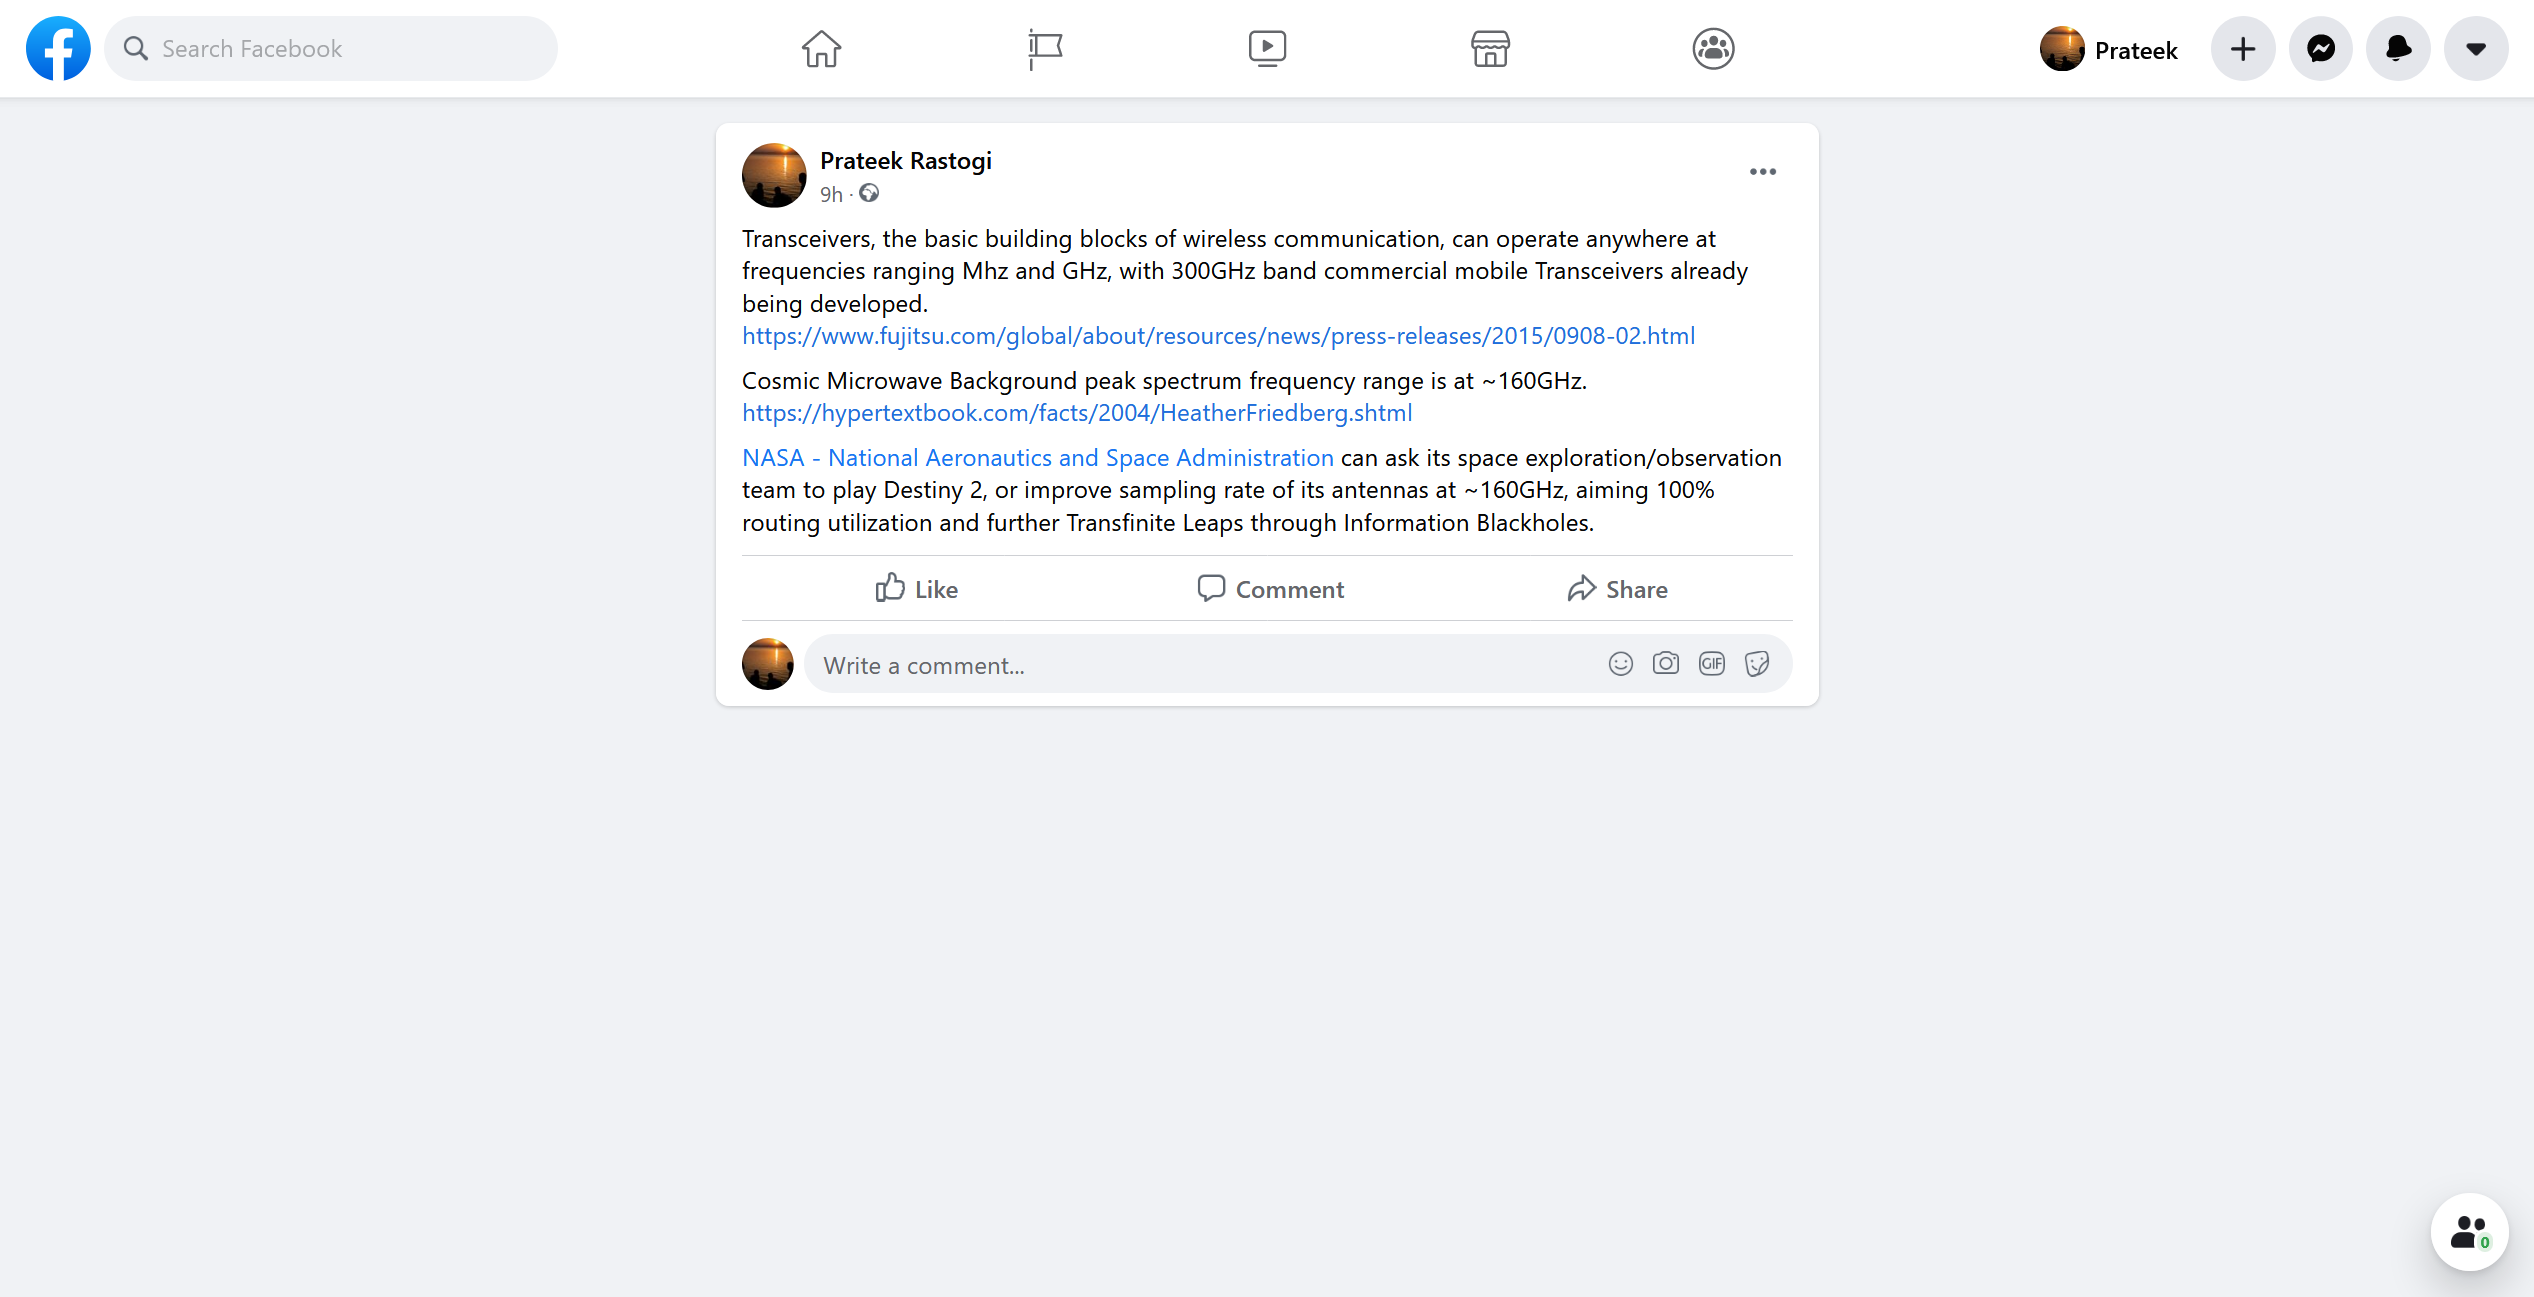 Search Facebook
Prateek
Prateek Rastogi
9h ·
Transceivers, the basic building blocks of wireless communication, can operate anywhere at
frequencies ranging Mhz and GHz, with 300GHz band commercial mobile Transceivers already
being developed.
https://www.fujitsu.com/global/about/resources/news/press-releases/2015/0908-02.html
Cosmic Microwave Background peak spectrum frequency range is at ~160GHz.
https://hypertextbook.com/facts/2004/HeatherFriedberg.shtml
NASA - National Aeronautics and Space Administration can ask its space exploration/observation
team to play Destiny 2, or improve sampling rate of its antennas at ~160GHz, aiming 100%
routing utilization and further Transfinite Leaps through Information Blackholes.
Like
Comment
Share
Write a comment...
GIF
0